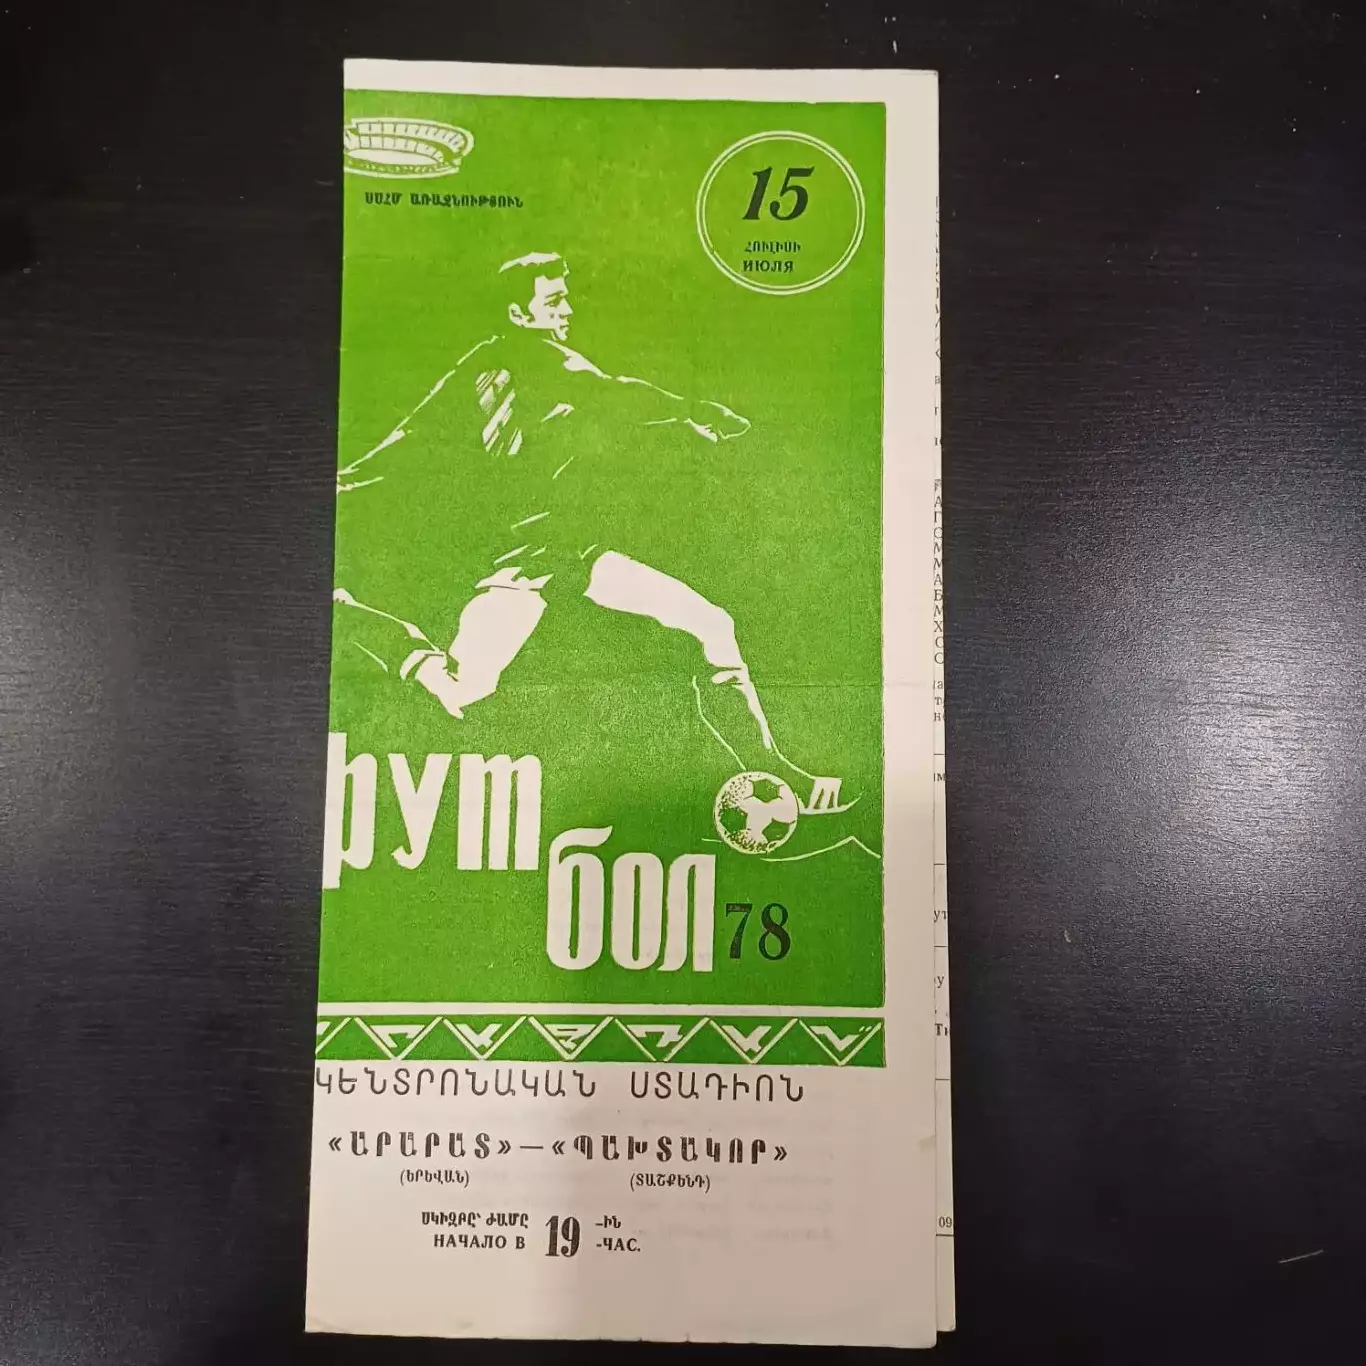 ՍՍՀՄ ԱՌԱՋՆՈՒԹՅՈՒՆ
15
ՀՈՒԼԻՍԻ
ИЮЛЯ
фут
бол 78
ԿԵՆՏՐՈՆԱԿԱՆ ՍՏԱԴԻՈՆ
«ԱՐԱՐԱՏ» — «ՊԱԽՏԱԿՈՐ»
(ԵՐԵՎԱՆ) (ՏԱՇՔԵՆԴ)
ՍԿԻԶԲԸ՝ ԺԱՄԸ 19 -ԻՆ
НАЧАЛО В -ЧАС.
09